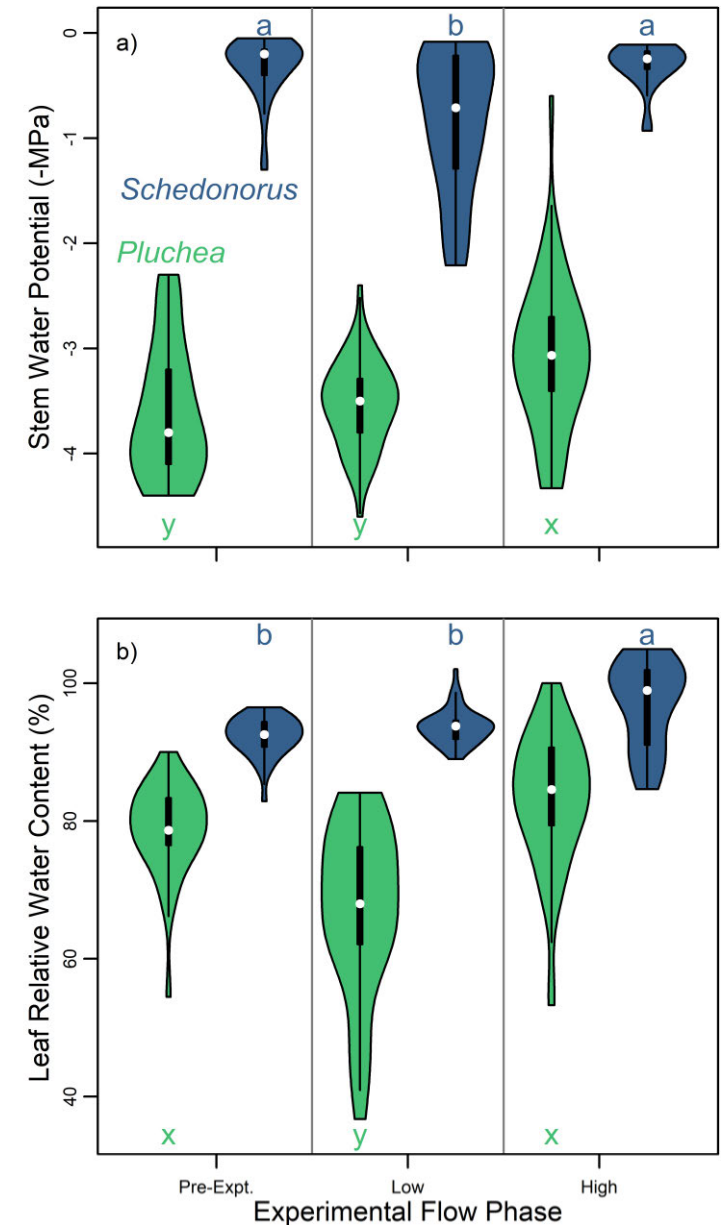 a)
a
b
a
0
-1
-2
-3
-4
Stem Water Potential (-MPa)
Schedonorus
Pluchea
y
y
x
b)
b
b
a
100
80
60
40
Leaf Relative Water Content (%)
x
y
x
Pre-Expt.
Low
High
Experimental Flow Phase